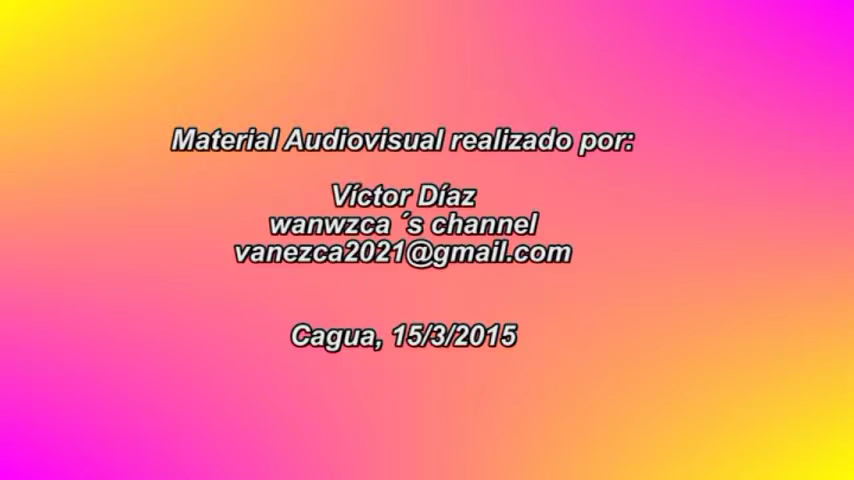 Material Audiovisual realizado por:
Víctor Díaz
wanwzca ´s channel
vanezca2021@gmail.com
Cagua, 15/3/2015